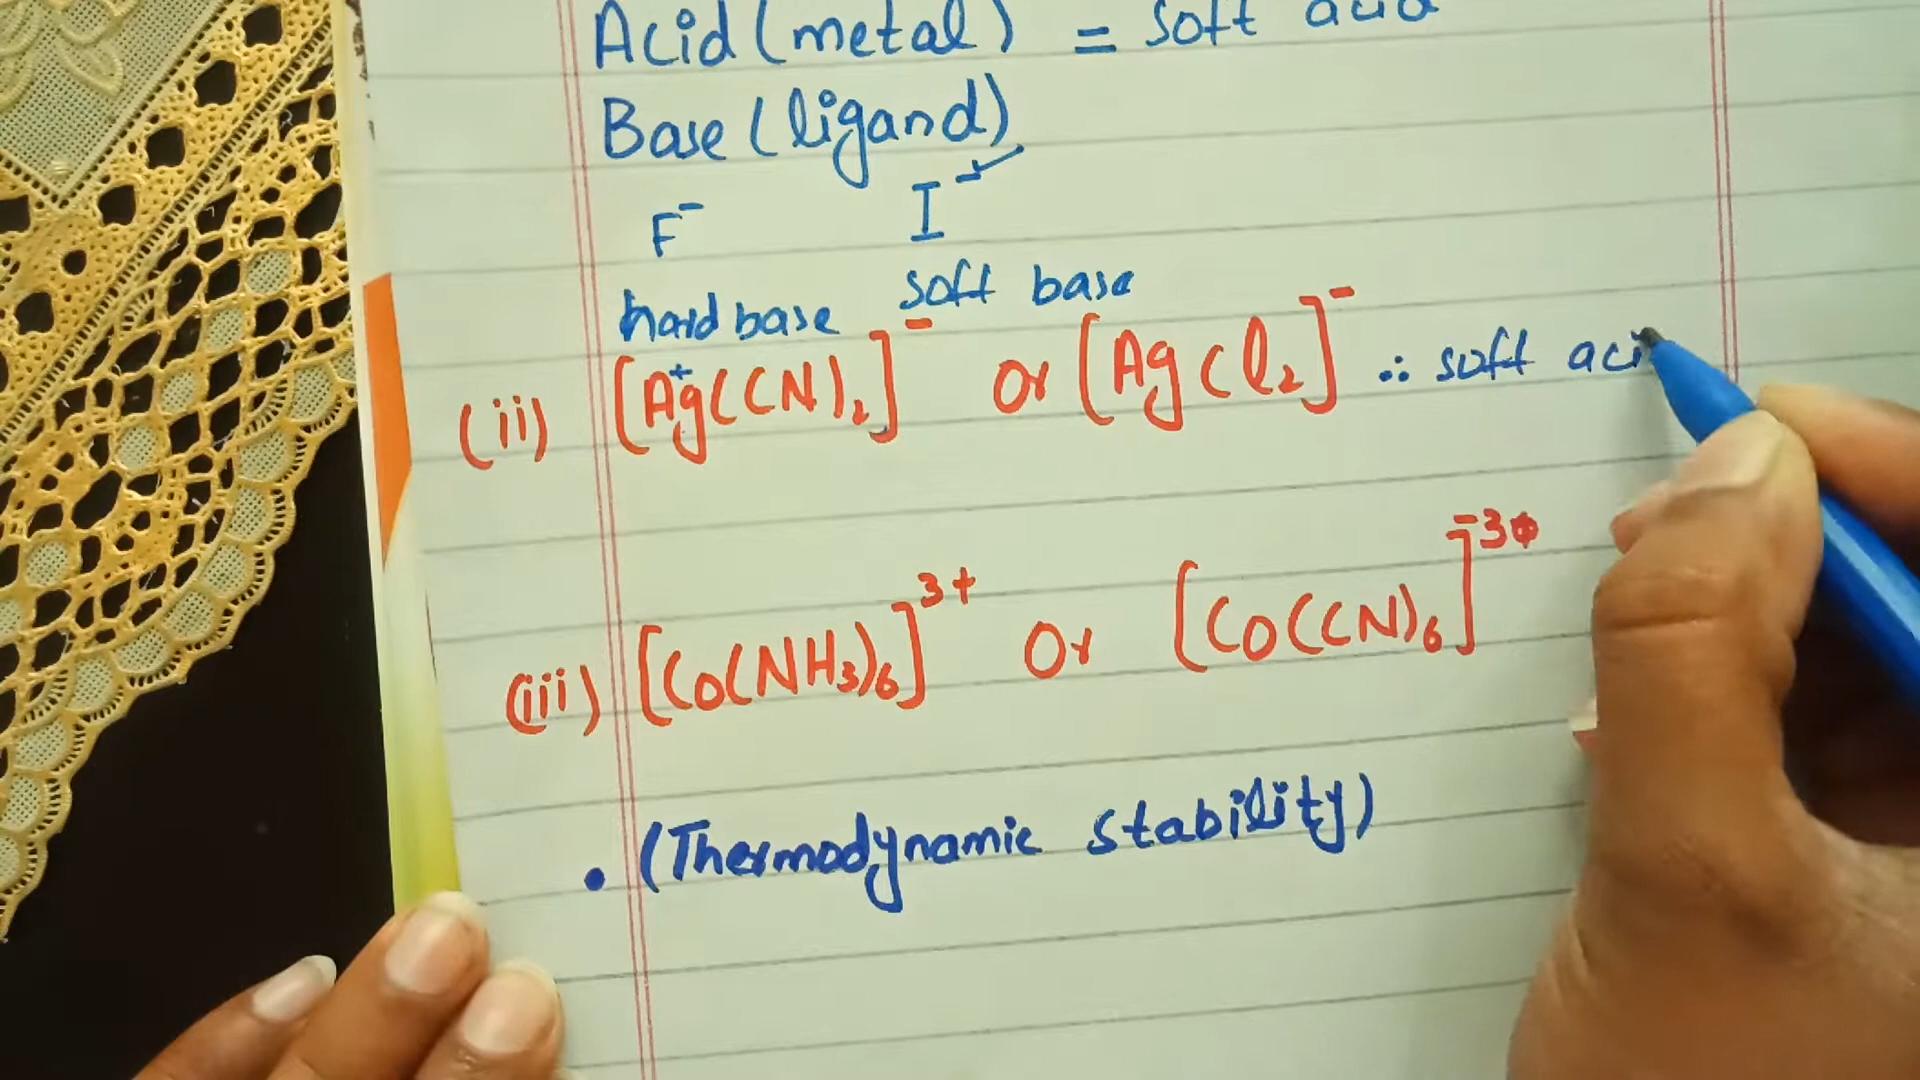 Acid (metal) = soft acid
Base (ligand)
F⁻ I⁻
hard base soft base
(ii) [Ag⁺(CN)₂]⁻ or [AgCl₂]⁻ ∴ soft aci
(iii) [Co(NH₃)₆]³⁺ or [Co(CN)₆]⁻³
• (Thermodynamic stability)